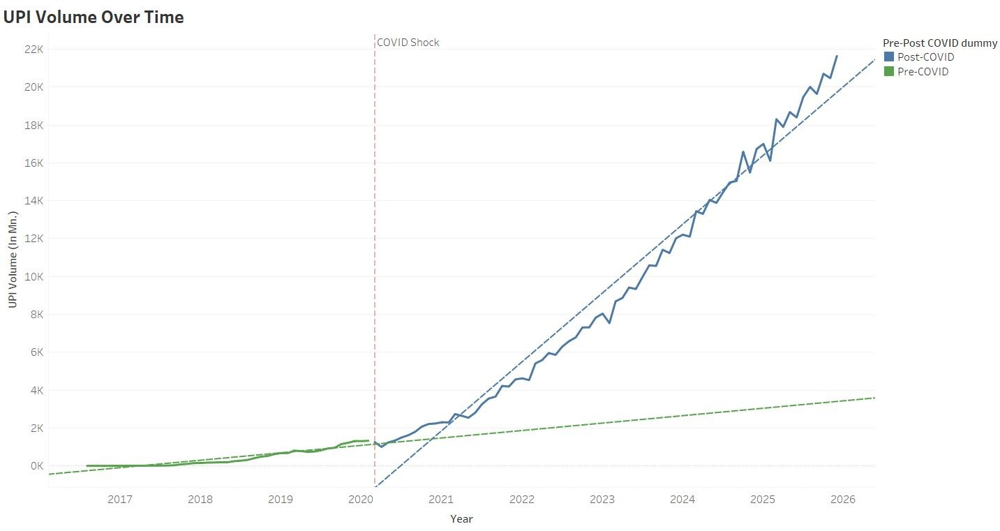 UPI Volume Over Time
COVID Shock
Pre-Post COVID dummy
Post-COVID
Pre-COVID
UPI Volume (In Mn.)
22K
20K
18K
16K
14K
12K
10K
8K
6K
4K
2K
0K
2017 2018 2019 2020 2021 2022 2023 2024 2025 2026
Year